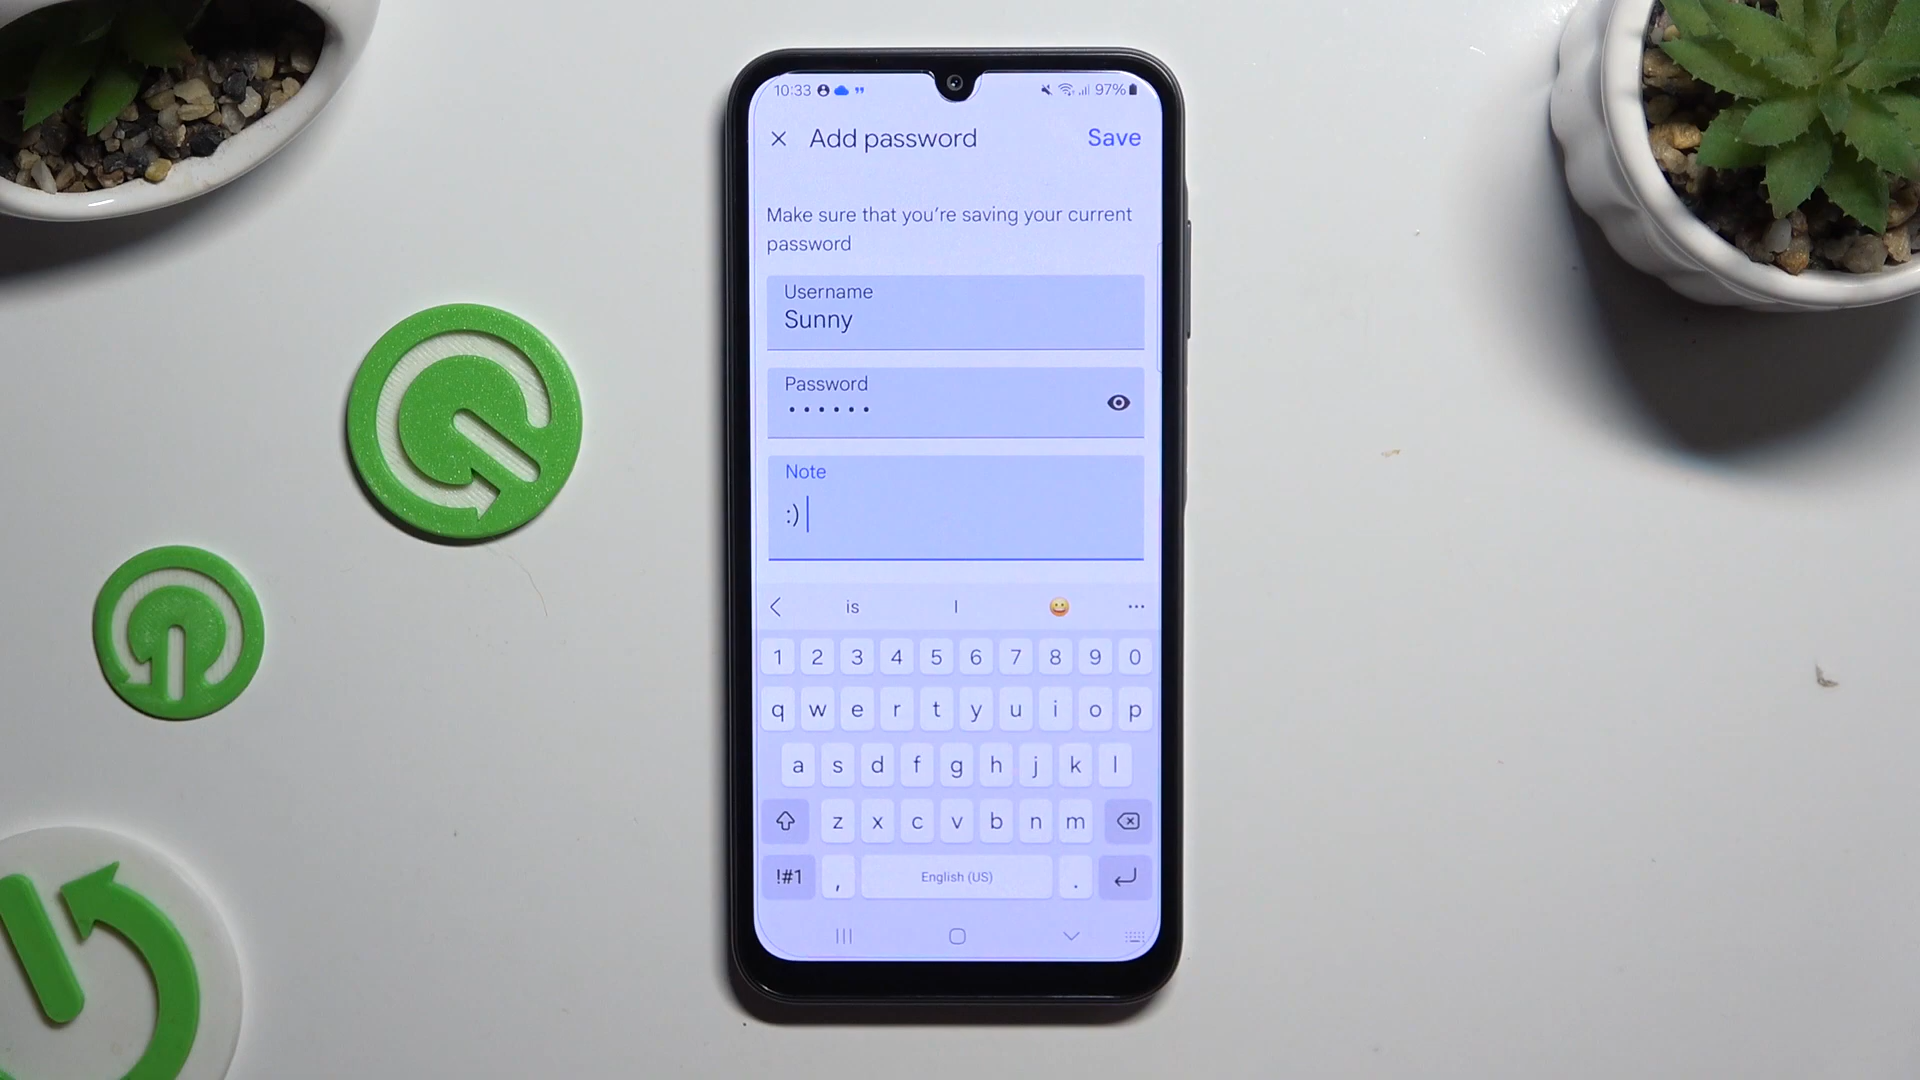 10:33 97%
Add password Save
Make sure that you're saving your current
password
Username
Sunny
Password
••••••
Note
:)
is I 😀 ...
1 2 3 4 5 6 7 8 9 0
q w e r t y u i o p
a s d f g h j k l
z x c v b n m
!#1 , English (US) .